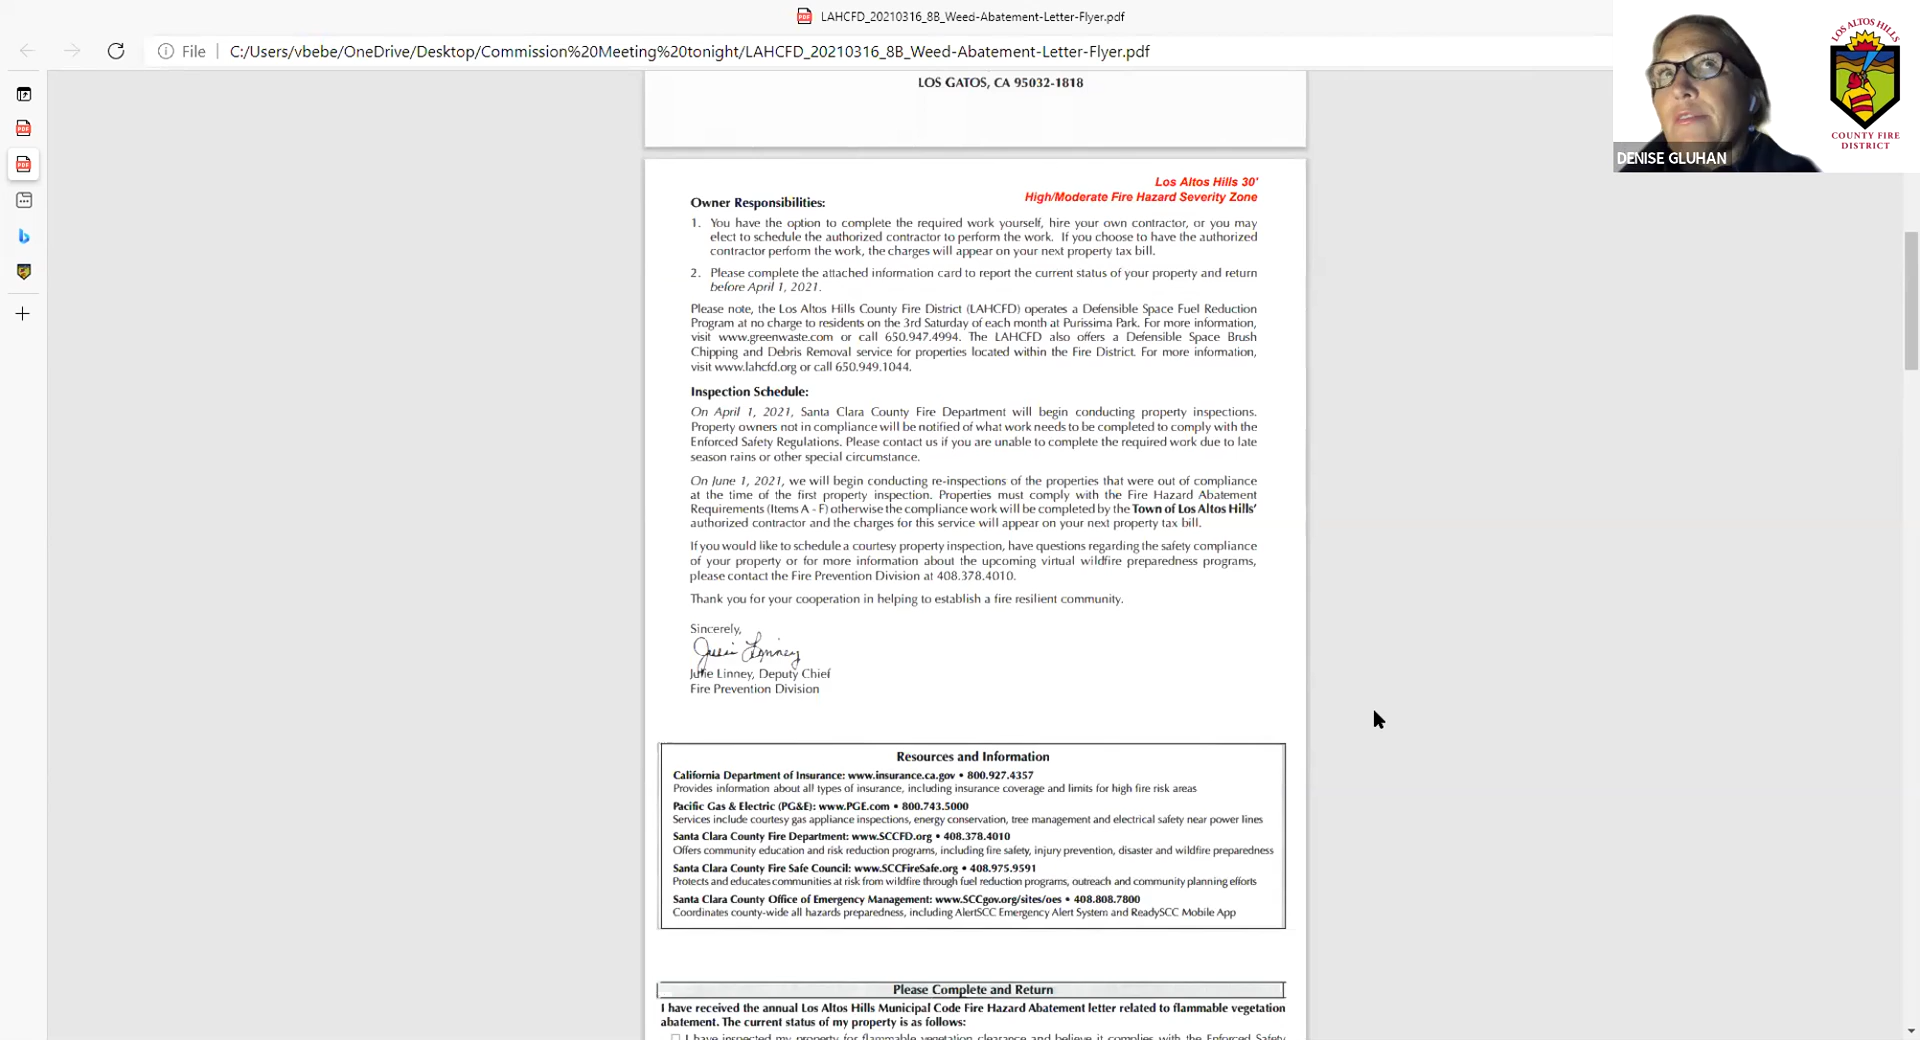 LAHCFD_20210316_8B_Weed-Abatement-Letter-Flyer.pdf
File
C:/Users/vbebe/OneDrive/Desktop/Commission%20Meeting%20tonight/LAHCFD_20210316_8B_Weed-Abatement-Letter-Flyer.pdf
LOS ALTOS HILLS
COUNTY FIRE
DISTRICT
DENISE GLUHAN
LOS GATOS, CA 95032-1818
Los Altos Hills 30'
High/Moderate Fire Hazard Severity Zone
Owner Responsibilities:
1. You have the option to complete the required work yourself, hire your own contractor, or you may
elect to schedule the authorized contractor to perform the work. If you choose to have the authorized
contractor perform the work, the charges will appear on your next property tax bill.
2. Please complete the attached information card to report the current status of your property and return
before April 1, 2021.
Please note, the Los Altos Hills County Fire District (LAHCFD) operates a Defensible Space Fuel Reduction
Program at no charge to residents on the 3rd Saturday of each month at Purissima Park. For more information,
visit www.greenwaste.com or call 650.947.4994. The LAHCFD also offers a Defensible Space Brush
Chipping and Debris Removal service for properties located within the Fire District. For more information,
visit www.lahcfd.org or call 650.949.1044.
Inspection Schedule:
On April 1, 2021, Santa Clara County Fire Department will begin conducting property inspections.
Property owners not in compliance will be notified of what work needs to be completed to comply with the
Enforced Safety Regulations. Please contact us if you are unable to complete the required work due to late
season rains or other special circumstance.
On June 1, 2021, we will begin conducting re-inspections of the properties that were out of compliance
at the time of the first property inspection. Properties must comply with the Fire Hazard Abatement
Requirements (Items A - F) otherwise the compliance work will be completed by the Town of Los Altos Hills'
authorized contractor and the charges for this service will appear on your next property tax bill.
If you would like to schedule a courtesy property inspection, have questions regarding the safety compliance
of your property or for more information about the upcoming virtual wildfire preparedness programs,
please contact the Fire Prevention Division at 408.378.4010.
Thank you for your cooperation in helping to establish a fire resilient community.
Sincerely,
Julie Linney
Julie Linney, Deputy Chief
Fire Prevention Division
Resources and Information
California Department of Insurance: www.insurance.ca.gov • 800.927.4357
Provides information about all types of insurance, including insurance coverage and limits for high fire risk areas
Pacific Gas & Electric (PG&E): www.PGE.com • 800.743.5000
Services include courtesy gas appliance inspections, energy conservation, tree management and electrical safety near power lines
Santa Clara County Fire Department: www.SCCFD.org • 408.378.4010
Offers community education and risk reduction programs, including fire safety, injury prevention, disaster and wildfire preparedness
Santa Clara County Fire Safe Council: www.SCCFireSafe.org • 408.975.9591
Protects and educates communities at risk from wildfire through fuel reduction programs, outreach and community planning efforts
Santa Clara County Office of Emergency Management: www.SCCgov.org/sites/oes • 408.808.7800
Coordinates county-wide all hazards preparedness, including AlertSCC Emergency Alert System and ReadySCC Mobile App
Please Complete and Return
I have received the annual Los Altos Hills Municipal Code Fire Hazard Abatement letter related to flammable vegetation
abatement. The current status of my property is as follows:
I have inspected my property for flammable vegetation clearance and believe it complies with the Enforced Safety